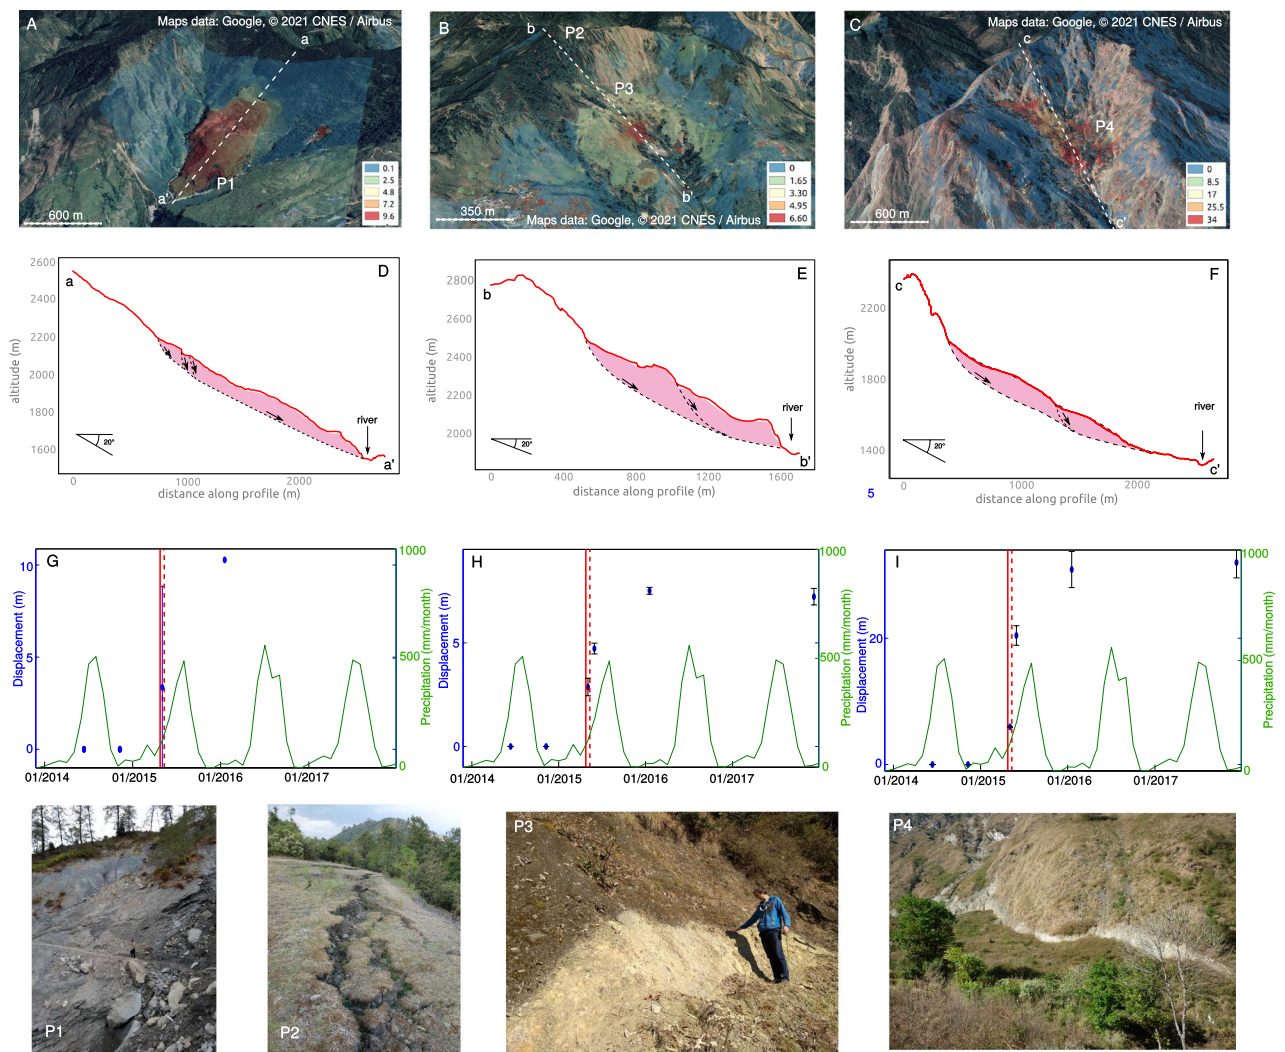 A
Maps data: Google, © 2021 CNES / Airbus
a
a'
P1
600 m
0.1
2.5
4.8
7.2
9.6
B
Maps data: Google, © 2021 CNES / Airbus
b
P2
P3
b'
350 m
Maps data: Google, © 2021 CNES / Airbus
0
1.65
3.30
4.95
6.60
C
Maps data: Google, © 2021 CNES / Airbus
c
P4
c'
600 m
0
8.5
17
25.5
34
D
a
a'
river
20°
altitude (m)
2600
2400
2200
2000
1800
1600
0
1000
2000
distance along profile (m)
E
b
b'
river
20°
altitude (m)
2800
2600
2400
2200
2000
0
400
800
1200
1600
distance along profile (m)
F
c
c'
river
20°
altitude (m)
2200
1800
1400
0
1000
2000
distance along profile (m)
5
G
Displacement (m)
10
5
0
1000
500
0
Precipitation (mm/month)
01/2014
01/2015
01/2016
01/2017
H
Displacement (m)
5
0
1000
500
0
Precipitation (mm/month)
01/2014
01/2015
01/2016
01/2017
I
Displacement (m)
20
0
1000
500
0
Precipitation (mm/month)
01/2014
01/2015
01/2016
01/2017
P1
P2
P3
P4